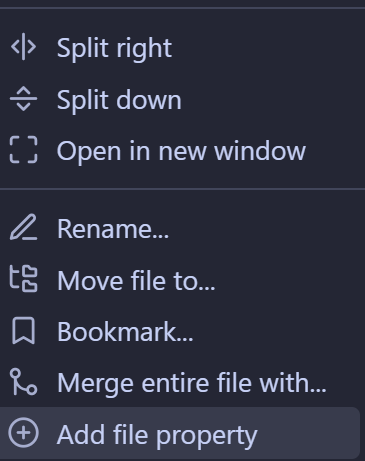 Split right
Split down
Open in new window
Rename...
Move file to...
Bookmark...
Merge entire file with...
Add file property